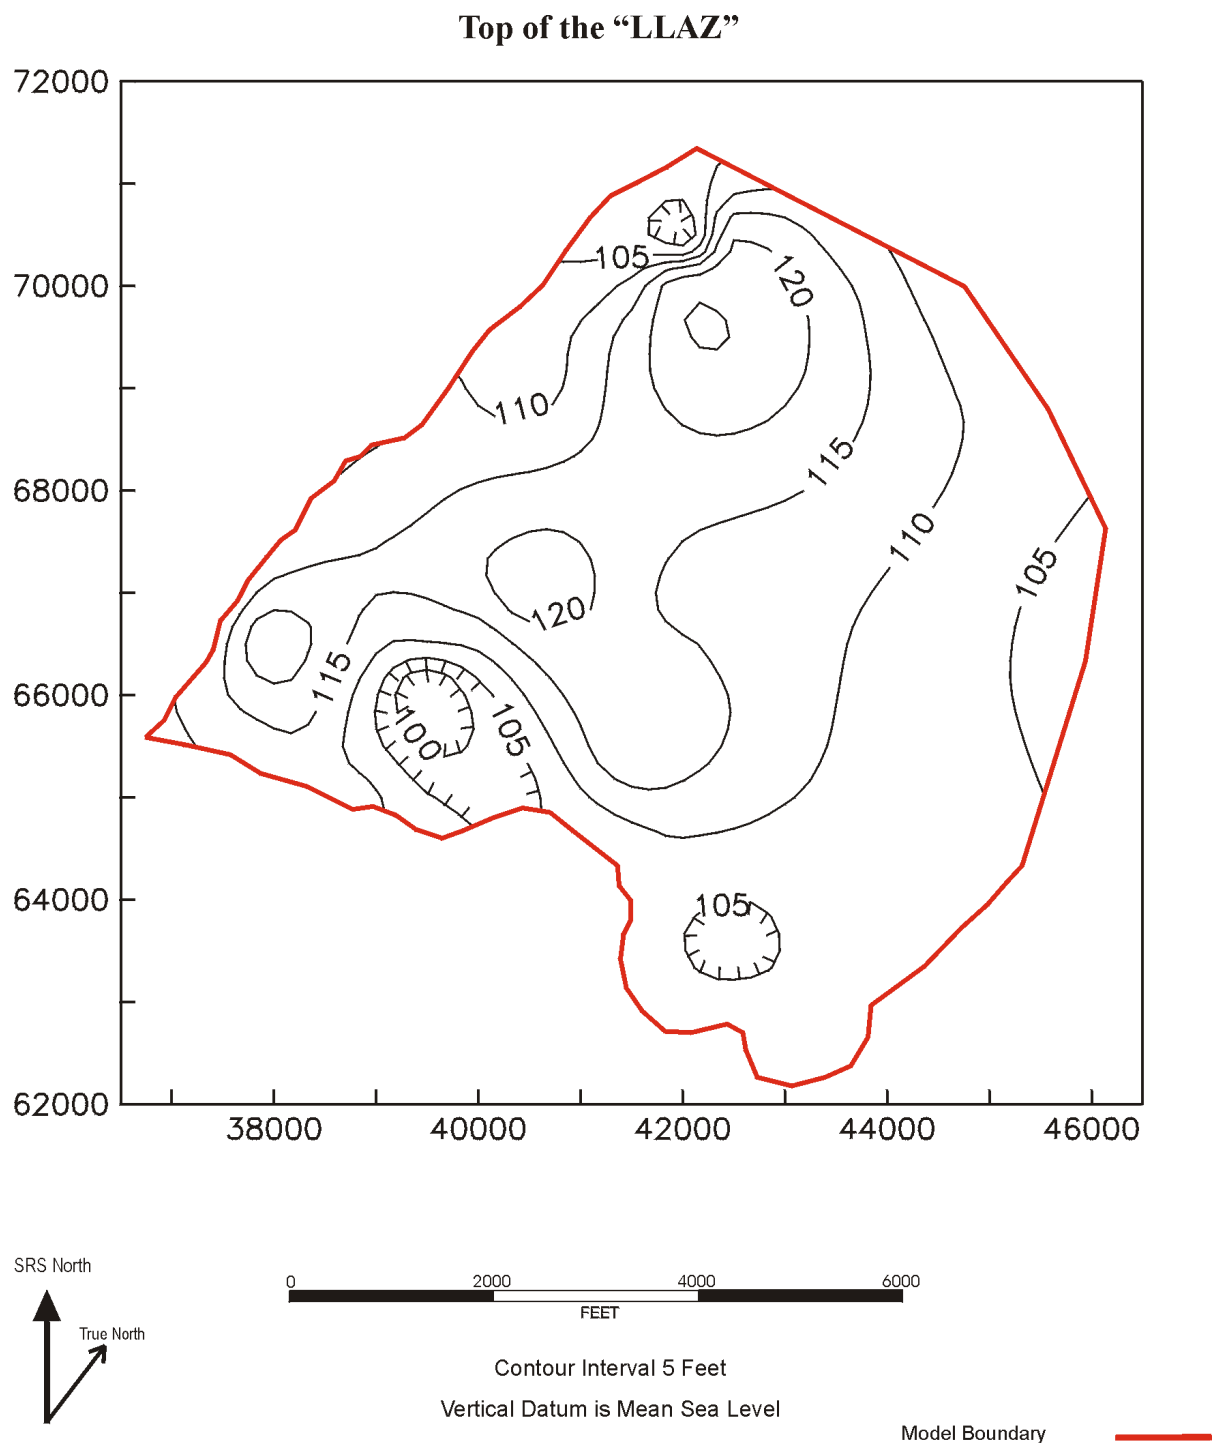 Top of the “LLAZ”
72000
105
70000
120
110
115
68000
110
105
120
115
66000
105
100
64000
105
62000
38000 40000 42000 44000 46000
SRS North
True North
0 2000 4000 6000
FEET
Contour Interval 5 Feet
Vertical Datum is Mean Sea Level
Model Boundary